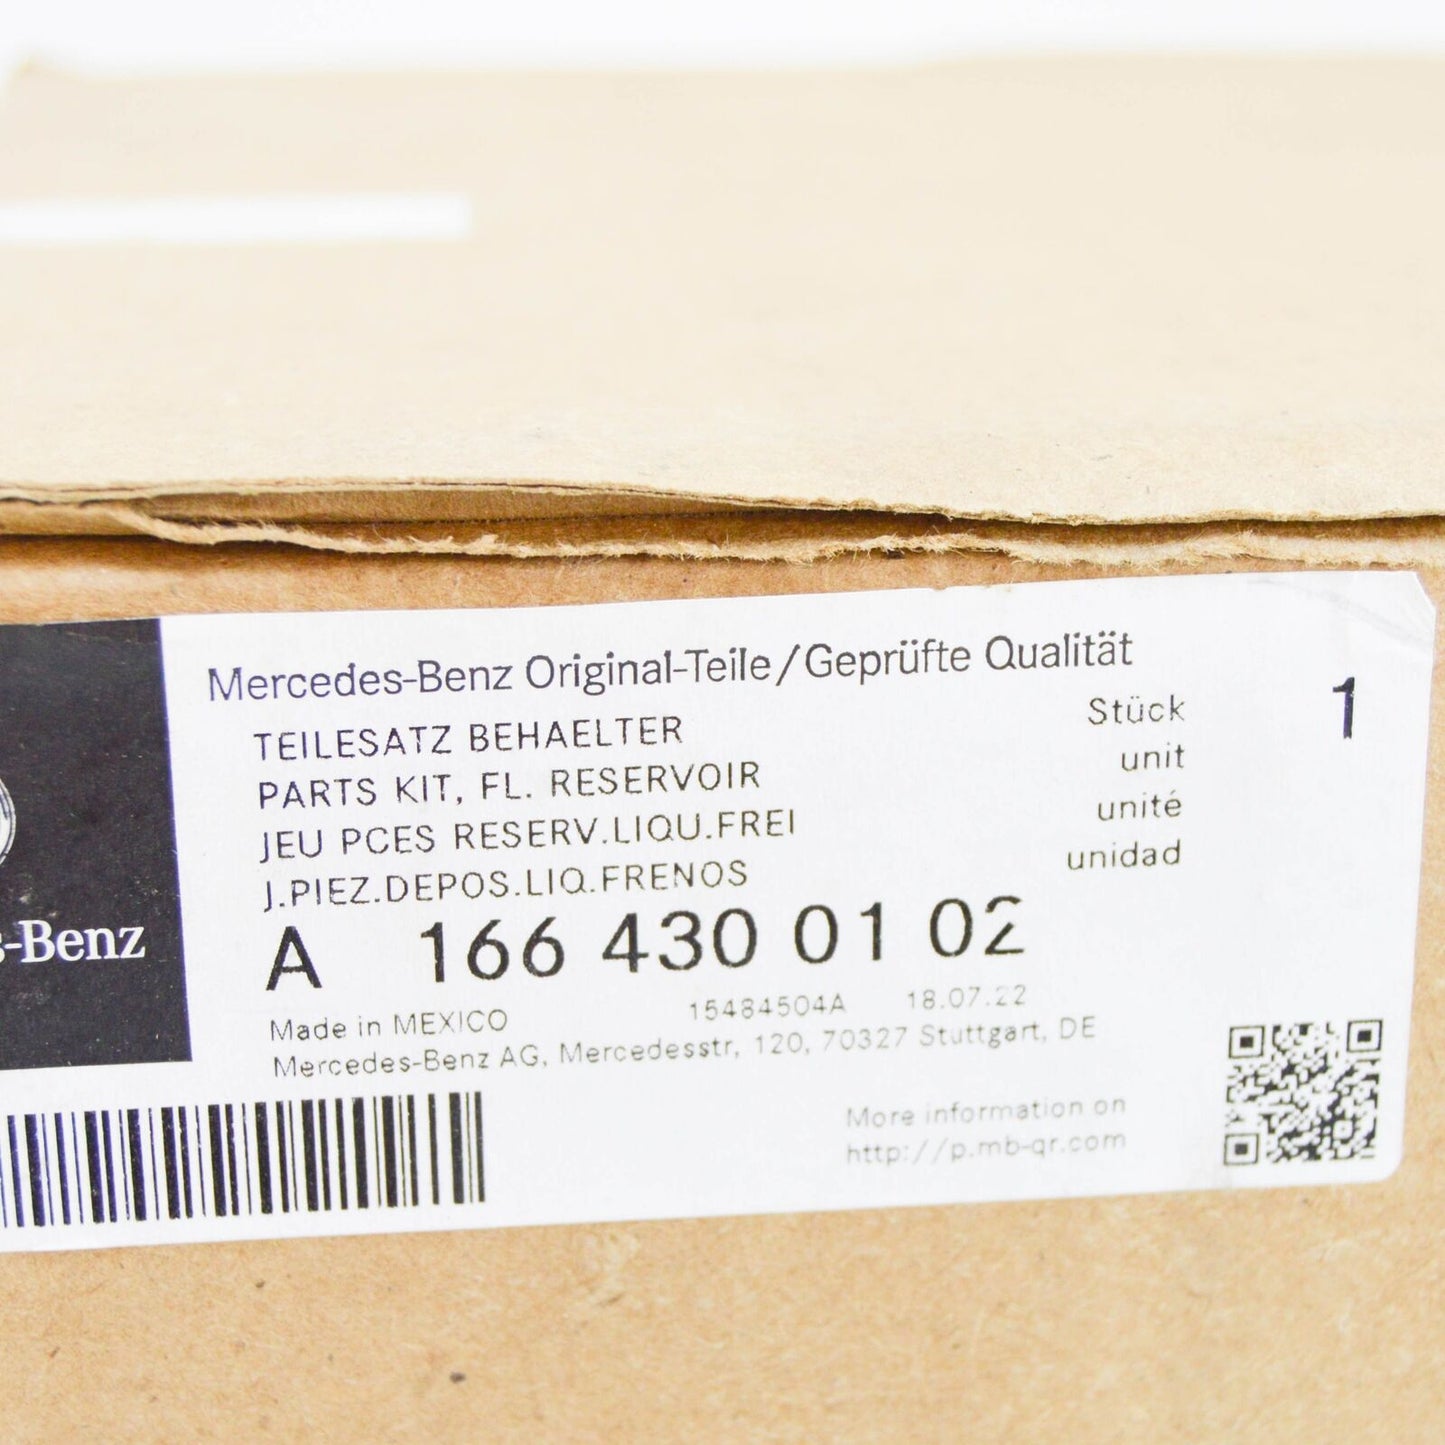 Mercedes-Benz Original-Teile/Geprüfte Qualität
TEILESATZ BEHAELTER
PARTS KIT, FL. RESERVOIR
JEU PCES RESERV.LIQU.FREI
J.PIEZ.DEPOS.LIQ.FRENOS
Stück 1
unit
unité
unidad
A 166 430 01 02
-Benz
Made in MEXICO 15484504A 18.07.22
Mercedes-Benz AG, Mercedesstr, 120, 70327 Stuttgart, DE
More information on
http://p.mb-qr.com